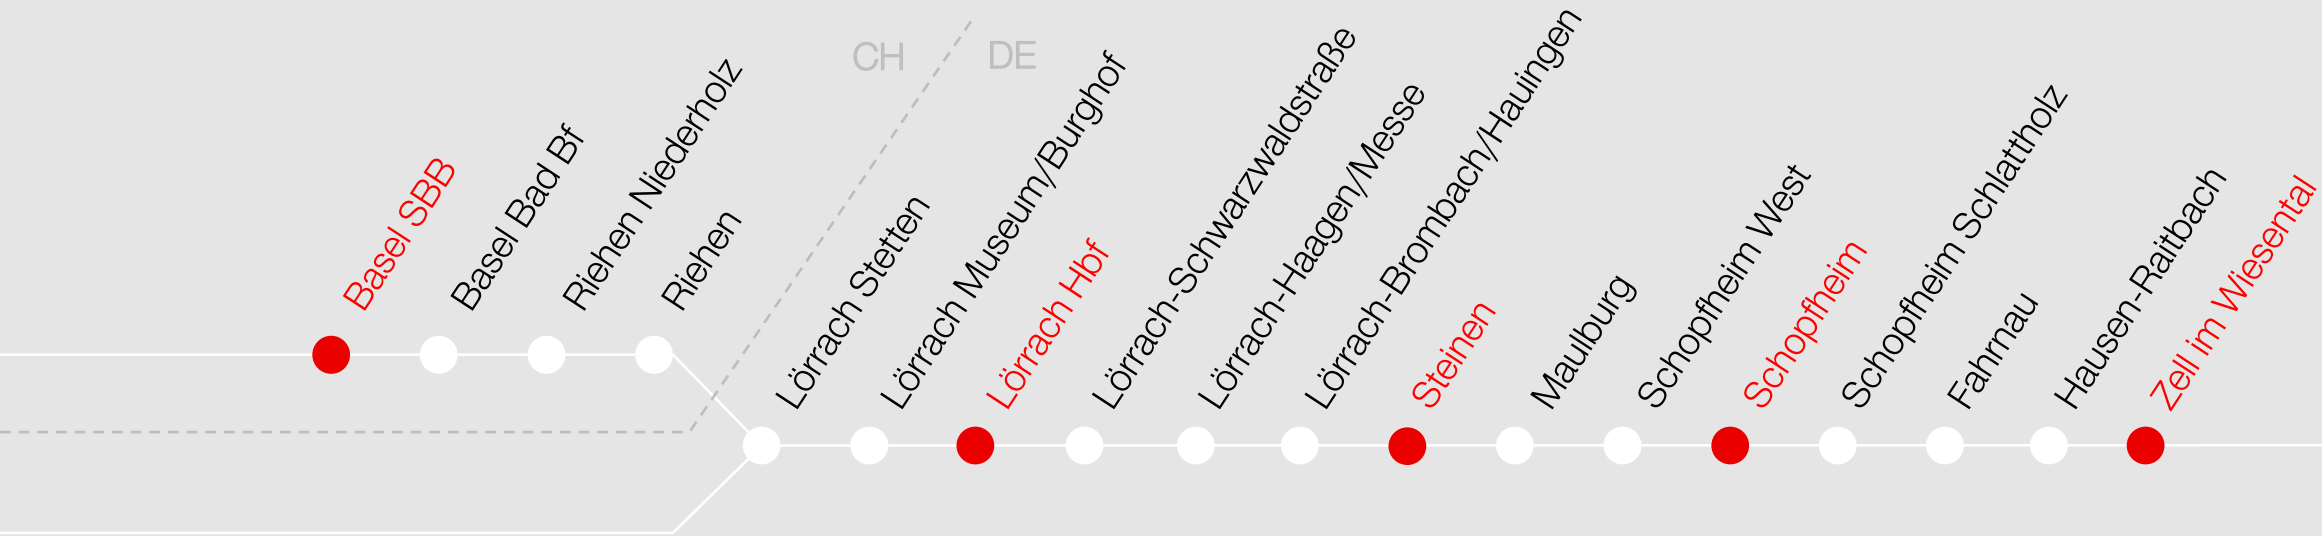 CH
DE
Basel SBB
Basel Bad Bf
Riehen Niederholz
Riehen
Lörrach Stetten
Lörrach Museum/Burghof
Lörrach Hbf
Lörrach-Schwarzwaldstraße
Lörrach-Haagen/Messe
Lörrach-Brombach/Hauingen
Steinen
Maulburg
Schopfheim West
Schopfheim
Schopfheim Schlattholz
Fahrnau
Hausen-Raitbach
Zell im Wiesental